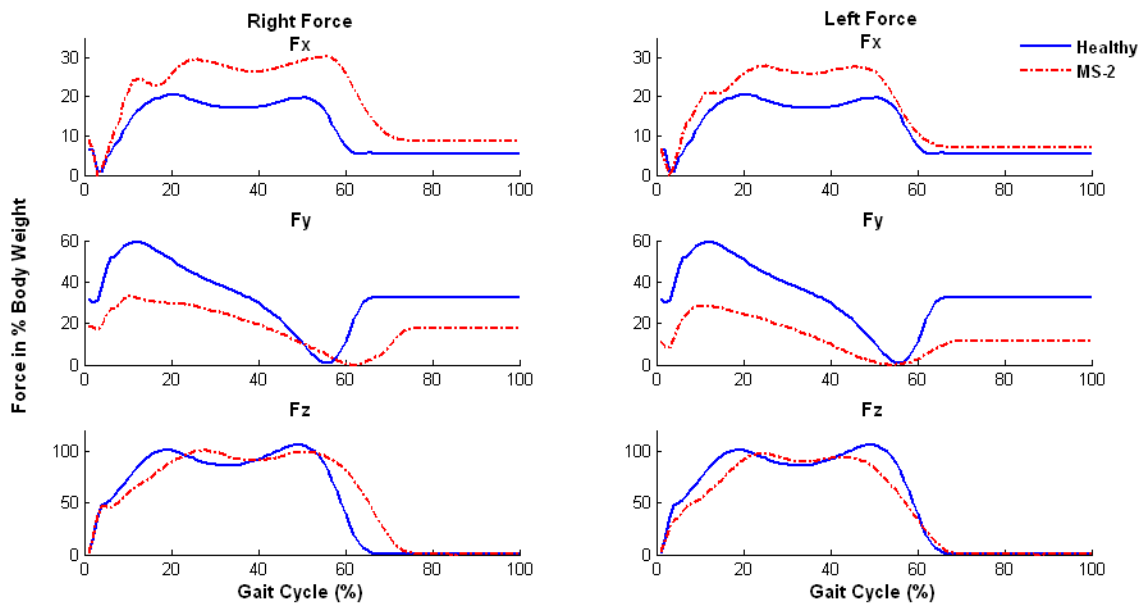 Right Force
Fx
30
20
10
0
0 20 40 60 80 100
Left Force
Fx
30
20
10
0
0 20 40 60 80 100
Healthy
MS-2
Force in % Body Weight
Fy
60
40
20
0
0 20 40 60 80 100
Fy
60
40
20
0
0 20 40 60 80 100
Fz
100
50
0
0 20 40 60 80 100
Gait Cycle (%)
Fz
100
50
0
0 20 40 60 80 100
Gait Cycle (%)